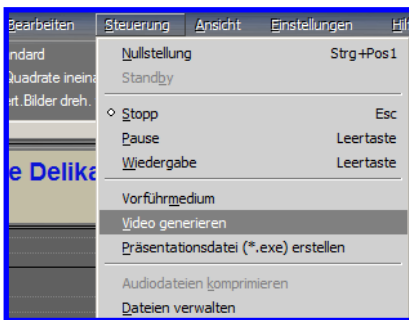 Bearbeiten Steuerung Ansicht Einstellungen
Nullstellung Strg+Pos1
Standby
Stopp Esc
Pause Leertaste
Wiedergabe Leertaste
Vorführmedium
Video generieren
Präsentationsdatei (*.exe) erstellen
Audiodateien komprimieren
Dateien verwalten
ndard
Quadrate ineina
ert.Bilder dreh.
e Delika